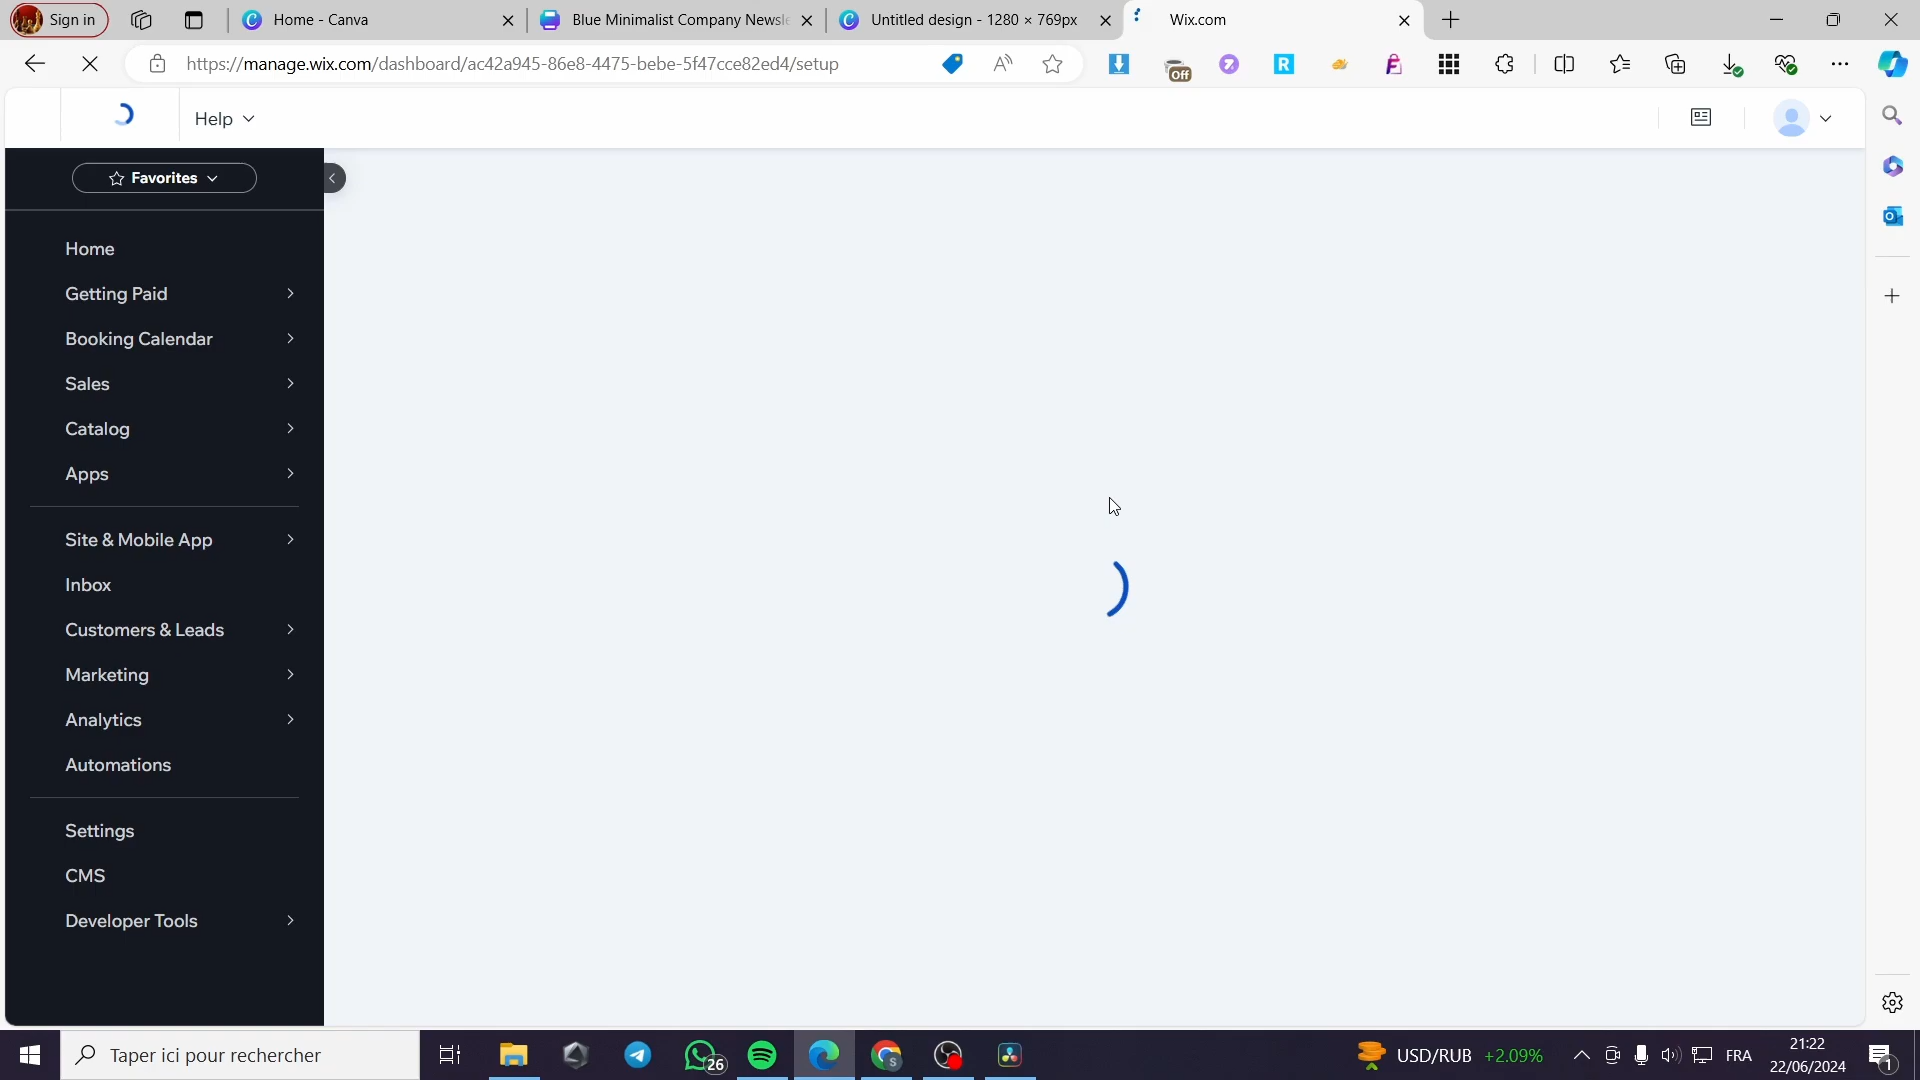 Sign in
Home - Canva
Blue Minimalist Company Newsle
Untitled design - 1280 × 769px
Wix.com
https://manage.wix.com/dashboard/ac42a945-86e8-4475-bebe-5f47cce82ed4/setup
Off
R
Help
Favorites
Home
Getting Paid
Booking Calendar
Sales
Catalog
Apps
Site & Mobile App
Inbox
Customers & Leads
Marketing
Analytics
Automations
Settings
CMS
Developer Tools
Taper ici pour rechercher
26
USD/RUB +2.09%
FRA
21:22
22/06/2024
1